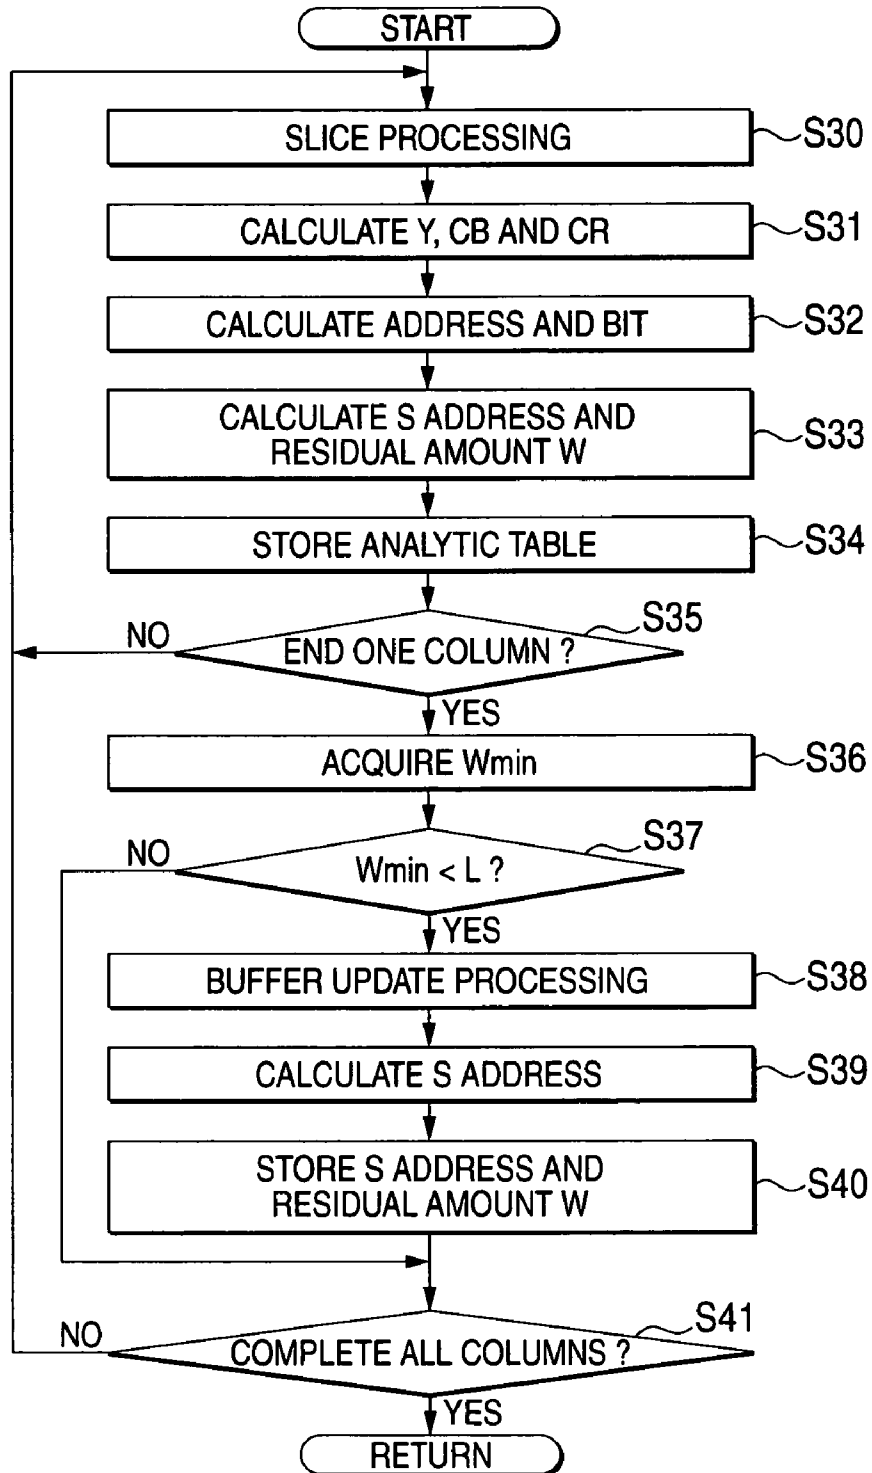 START
SLICE PROCESSING
S30
CALCULATE Y, CB AND CR
S31
CALCULATE ADDRESS AND BIT
S32
CALCULATE S ADDRESS AND
RESIDUAL AMOUNT W
S33
STORE ANALYTIC TABLE
S34
S35
NO
END ONE COLUMN ?
YES
ACQUIRE Wmin
S36
S37
NO
Wmin < L ?
YES
BUFFER UPDATE PROCESSING
S38
CALCULATE S ADDRESS
S39
STORE S ADDRESS AND
RESIDUAL AMOUNT W
S40
S41
NO
COMPLETE ALL COLUMNS ?
YES
RETURN